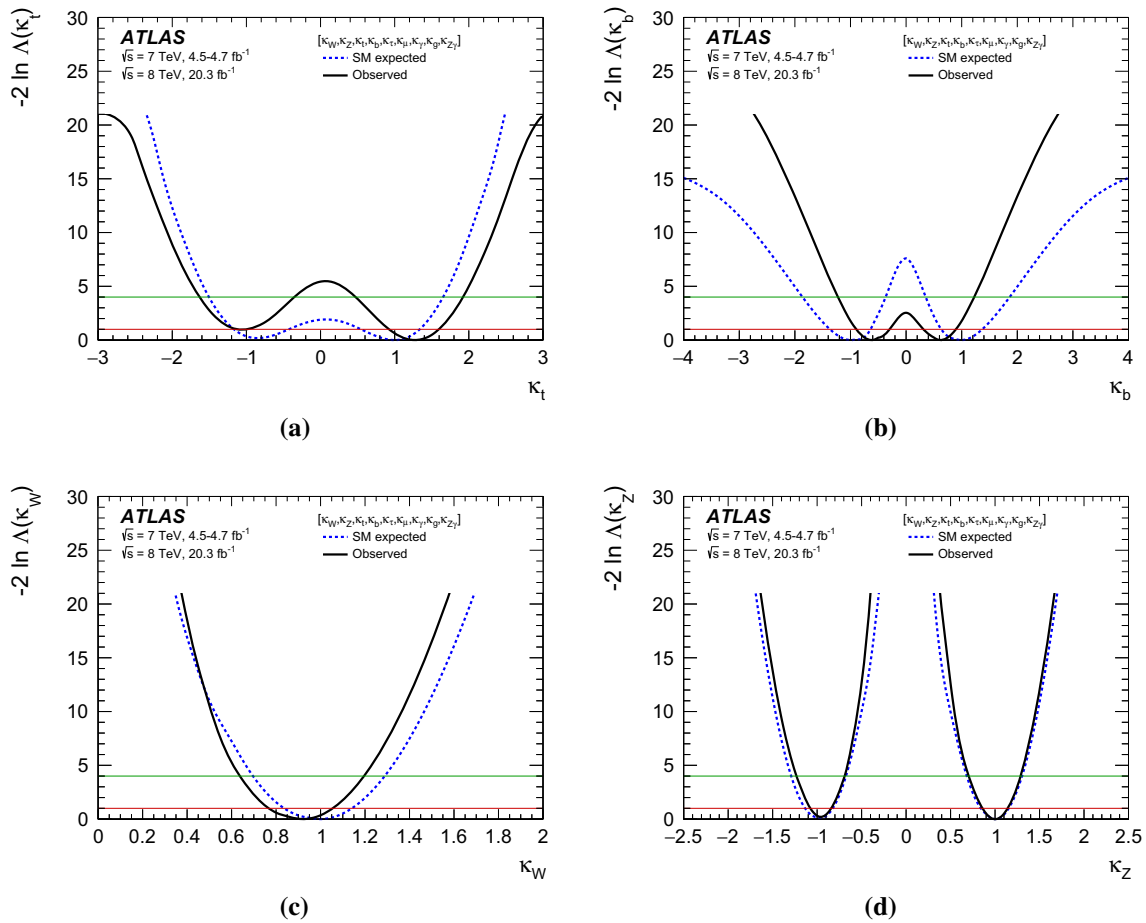 -2 ln Λ(κt)
30
25
20
15
10
5
0
ATLAS
√s = 7 TeV, 4.5-4.7 fb-1
√s = 8 TeV, 20.3 fb-1
[κW,κZ,κt,κb,κτ,κμ,κγ,κg,κZγ]
SM expected
Observed
−3 −2 −1 0 1 2 3
κt
(a)
-2 ln Λ(κb)
30
25
20
15
10
5
0
ATLAS
√s = 7 TeV, 4.5-4.7 fb-1
√s = 8 TeV, 20.3 fb-1
[κW,κZ,κt,κb,κτ,κμ,κγ,κg,κZγ]
SM expected
Observed
−4 −3 −2 −1 0 1 2 3 4
κb
(b)
-2 ln Λ(κW)
30
25
20
15
10
5
0
ATLAS
√s = 7 TeV, 4.5-4.7 fb-1
√s = 8 TeV, 20.3 fb-1
[κW,κZ,κt,κb,κτ,κμ,κγ,κg,κZγ]
SM expected
Observed
0 0.2 0.4 0.6 0.8 1 1.2 1.4 1.6 1.8 2
κW
(c)
-2 ln Λ(κZ)
30
25
20
15
10
5
0
ATLAS
√s = 7 TeV, 4.5-4.7 fb-1
√s = 8 TeV, 20.3 fb-1
[κW,κZ,κt,κb,κτ,κμ,κγ,κg,κZγ]
SM expected
Observed
−2.5 −2 −1.5 −1 −0.5 0 0.5 1 1.5 2 2.5
κZ
(d)